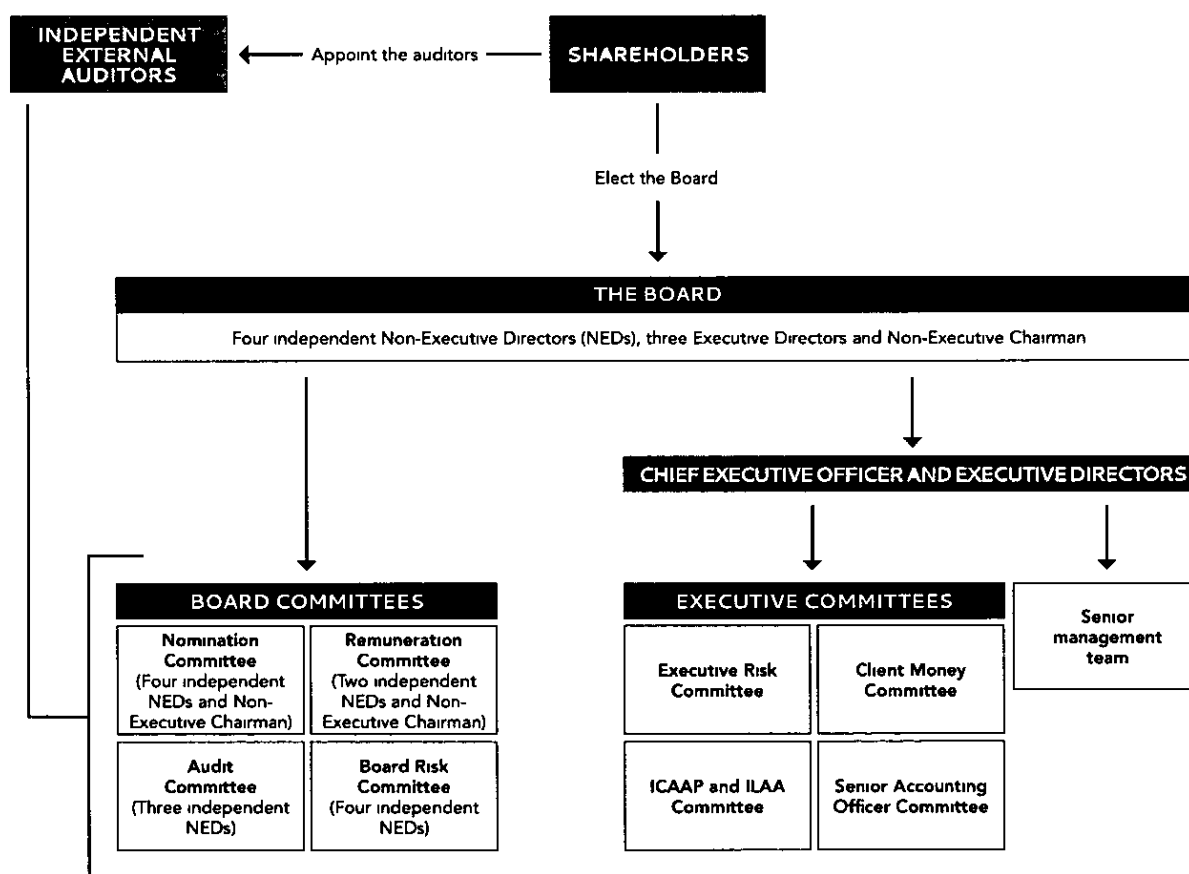 INDEPENDENT
EXTERNAL
AUDITORS
Appoint the auditors
SHAREHOLDERS
Elect the Board
THE BOARD
Four independent Non-Executive Directors (NEDs), three Executive Directors and Non-Executive Chairman
CHIEF EXECUTIVE OFFICER AND EXECUTIVE DIRECTORS
BOARD COMMITTEES
Nomination
Committee
(Four independent
NEDs and Non-
Executive Chairman)
Remuneration
Committee
(Two independent
NEDs and Non-
Executive Chairman)
Audit
Committee
(Three independent
NEDs)
Board Risk
Committee
(Four independent
NEDs)
EXECUTIVE COMMITTEES
Executive Risk
Committee
Client Money
Committee
ICAAP and ILAA
Committee
Senior Accounting
Officer Committee
Senior
management
team